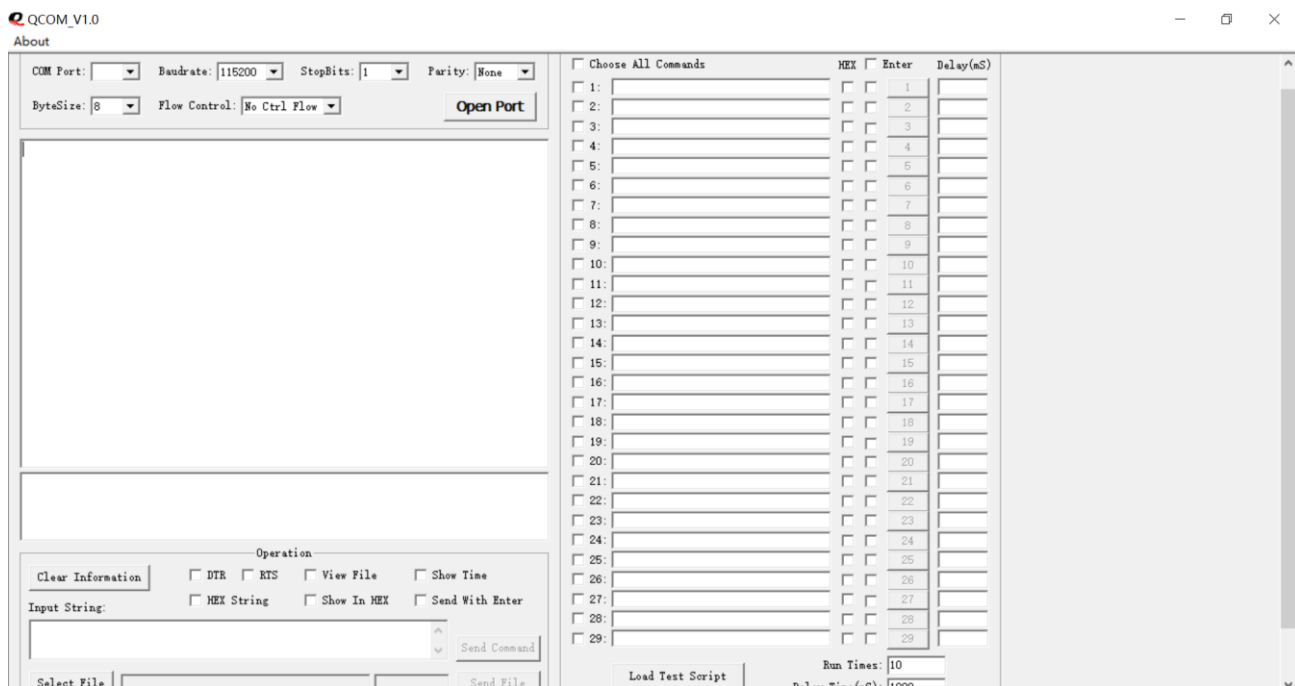 QCOM_V1.0
About
COM Port: Baudrate: 115200 StopBits: 1 Parity: None
ByteSize: 8 Flow Control: No Ctrl Flow Open Port
Choose All Commands HEX Enter Delay(mS)
1: 1
2: 2
3: 3
4: 4
5: 5
6: 6
7: 7
8: 8
9: 9
10: 10
11: 11
12: 12
13: 13
14: 14
15: 15
16: 16
17: 17
18: 18
19: 19
20: 20
21: 21
22: 22
23: 23
24: 24
25: 25
26: 26
27: 27
28: 28
29: 29
Operation
Clear Information DTR RTS View File Show Time
HEX String Show In HEX Send With Enter
Input String:
Send Command
Select File Send File
Load Test Script
Run Times: 10
Delay Time(mS): 1000